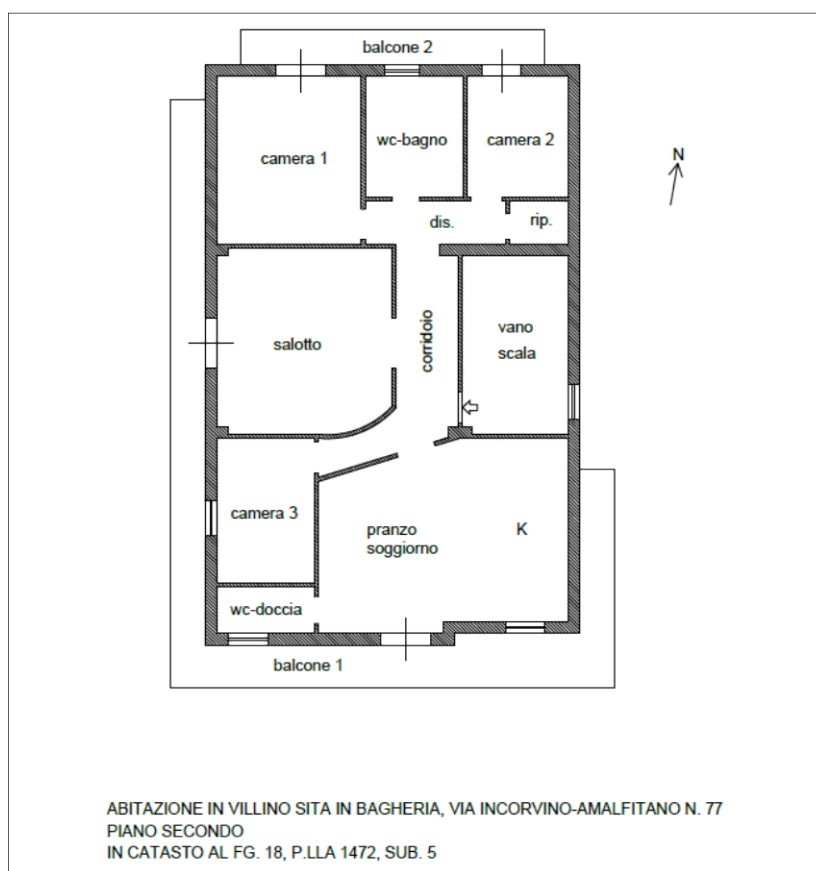 balcone 2
wc-bagno
camera 2
camera 1
N
dis.
rip.
corridoio
vano
scala
salotto
camera 3
pranzo
soggiorno
K
wc-doccia
balcone 1
ABITAZIONE IN VILLINO SITA IN BAGHERIA, VIA INCORVINO-AMALFITANO N. 77
PIANO SECONDO
IN CATASTO AL FG. 18, P.LLA 1472, SUB. 5